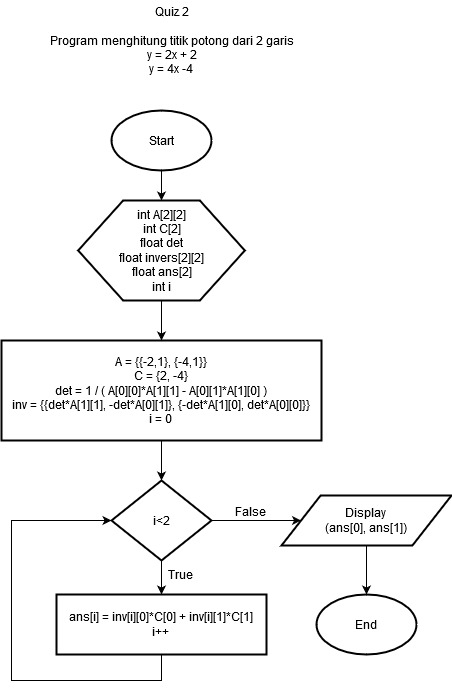 Quiz 2
Program menghitung titik potong dari 2 garis
y = 2x + 2
y = 4x -4
Start
int A[2][2]
int C[2]
float det
float invers[2][2]
float ans[2]
int i
A = {{-2,1}, {-4,1}}
C = {2, -4}
det = 1 / ( A[0][0]*A[1][1] - A[0][1]*A[1][0] )
inv = {{det*A[1][1], -det*A[0][1]}, {-det*A[1][0], det*A[0][0]}}
i = 0
i<2
False
Display
(ans[0], ans[1])
True
ans[i] = inv[i][0]*C[0] + inv[i][1]*C[1]
i++
End